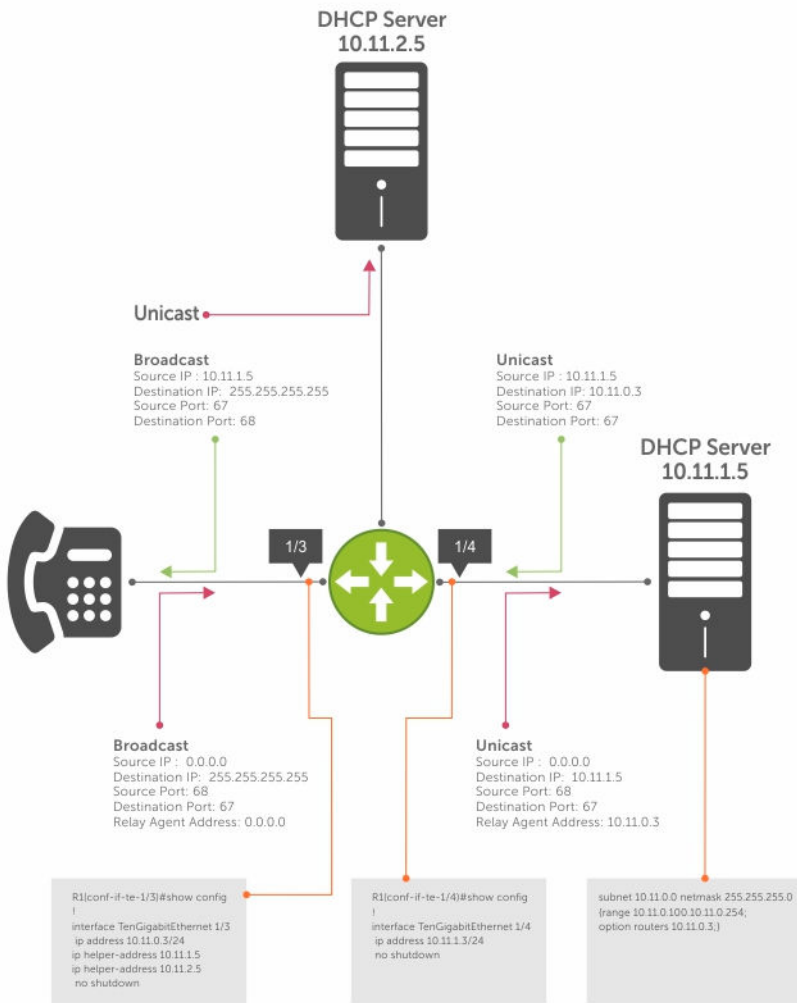 DHCP Server
10.11.2.5
Unicast
Broadcast
Source IP : 10.11.1.5
Destination IP: 255.255.255.255
Source Port: 67
Destination Port: 68
Unicast
Source IP : 10.11.1.5
Destination IP: 10.11.0.3
Source Port: 67
Destination Port: 67
DHCP Server
10.11.1.5
1/3
1/4
Broadcast
Source IP : 0.0.0.0
Destination IP: 255.255.255.255
Source Port: 68
Destination Port: 67
Relay Agent Address: 0.0.0.0
Unicast
Source IP : 0.0.0.0
Destination IP: 10.11.1.5
Source Port: 68
Destination Port: 67
Relay Agent Address: 10.11.0.3
R1(conf-if-te-1/3)#show config
!
interface TenGigabitEthernet 1/3
ip address 10.11.0.3/24
ip helper-address 10.11.1.5
ip helper-address 10.11.2.5
no shutdown
R1(conf-if-te-1/4)#show config
!
interface TenGigabitEthernet 1/4
ip address 10.11.1.3/24
no shutdown
subnet 10.11.0.0 netmask 255.255.255.0
{range 10.11.0.100.10.11.0.254;
option routers 10.11.0.3;}